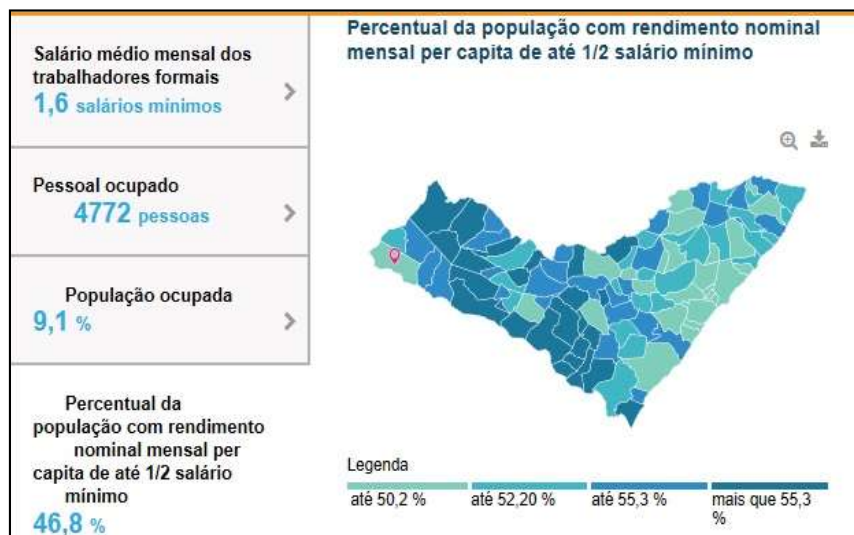 Salário médio mensal dos
trabalhadores formais
1,6 salários mínimos
Pessoal ocupado
4772 pessoas
População ocupada
9,1 %
Percentual da
população com rendimento
nominal mensal per
capita de até 1/2 salário
mínimo
46,8 %
Percentual da população com rendimento nominal
mensal per capita de até 1/2 salário mínimo
Legenda
até 50,2 %
até 52,20 %
até 55,3 %
mais que 55,3
%